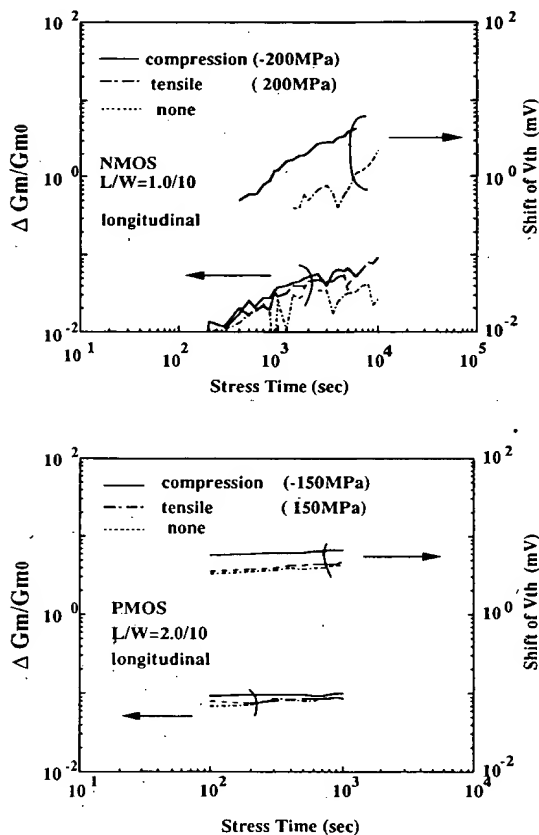 10 2
10 2
compression (-200MPa)
tensile ( 200MPa)
none
Δ Gm/Gm0
Shift of Vth (mV)
NMOS
L/W=1.0/10
longitudinal
10 0
10 0
10 -2
10 -2
10 1
10 2
10 3
10 4
10 5
Stress Time (sec)
10 2
10 2
compression (-150MPa)
tensile ( 150MPa)
none
Δ Gm/Gm0
Shift of Vth (mV)
PMOS
L/W=2.0/10
longitudinal
10 0
10 0
10 -2
10 -2
10 1
10 2
10 3
10 4
Stress Time (sec)